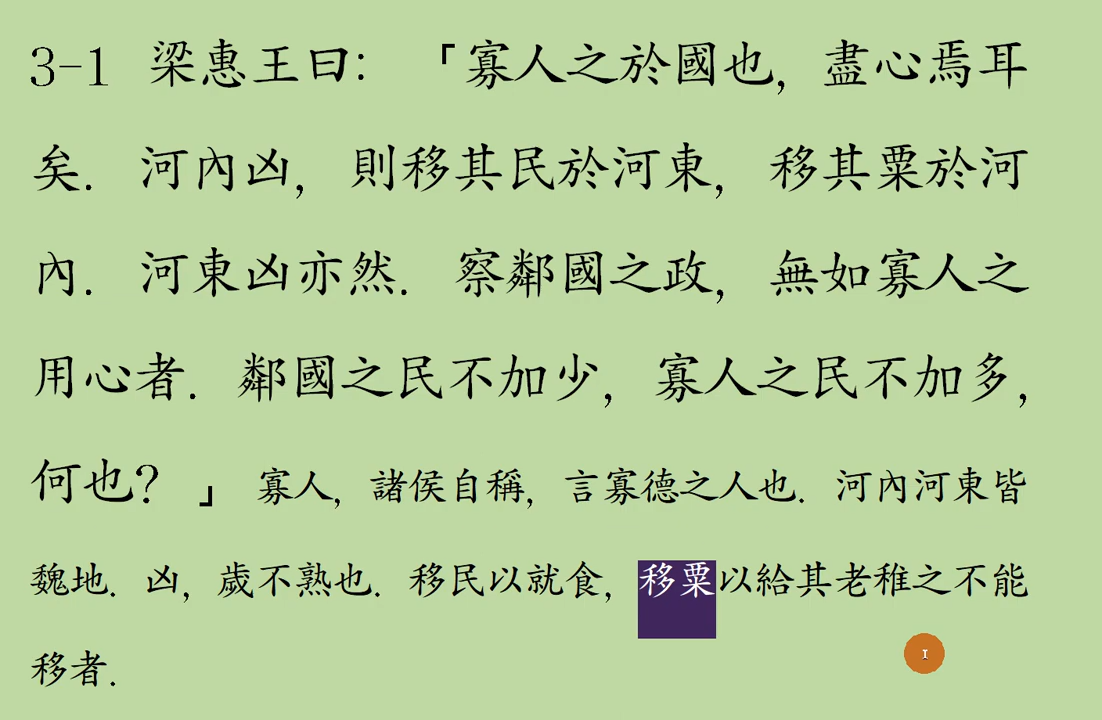 3-1 梁惠王曰: 「寡人之於國也, 盡心焉耳
矣. 河內凶, 則移其民於河東, 移其粟於河
內. 河東凶亦然. 察鄰國之政, 無如寡人之
用心者. 鄰國之民不加少, 寡人之民不加多,
何也? 」 寡人, 諸侯自稱, 言寡德之人也. 河內河東皆
魏地. 凶, 歲不熟也. 移民以就食, 移粟以給其老稚之不能
移者.